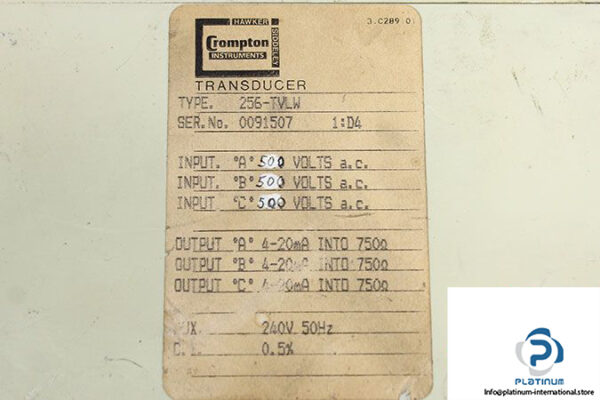 HAWKER
SIDDELEY
3.C289.01
Crompton
INSTRUMENTS
TRANSDUCER
TYPE. 256-TVLW
SER.No. 0091507 1:D4
INPUT. "A" 500 VOLTS a.c.
INPUT. "B" 500 VOLTS a.c.
INPUT "C" 500 VOLTS a.c.
OUTPUT "A" 4-20mA INTO 750Ω
OUTPUT "B" 4-20mA INTO 750Ω
OUTPUT "C" 4-20mA INTO 750Ω
AUX. 240V 50Hz
0.5%
PLATINUM
Info@platinum-international.store